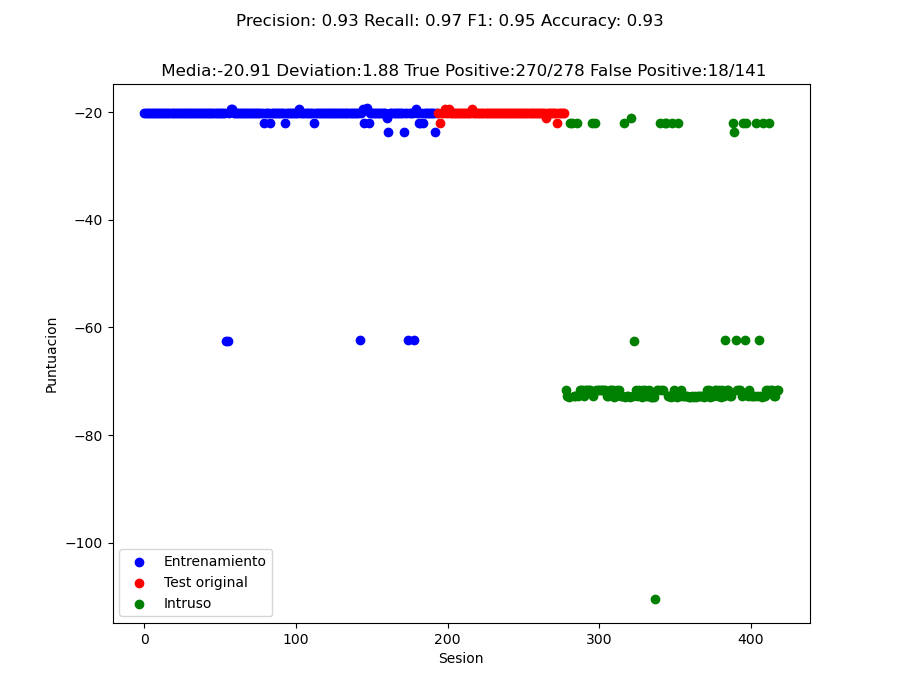 Precision: 0.93 Recall: 0.97 F1: 0.95 Accuracy: 0.93
Media:-20.91 Deviation:1.88 True Positive:270/278 False Positive:18/141
−20
−40
−60
−80
−100
Puntuacion
Entrenamiento
Test original
Intruso
0
100
200
300
400
Sesion